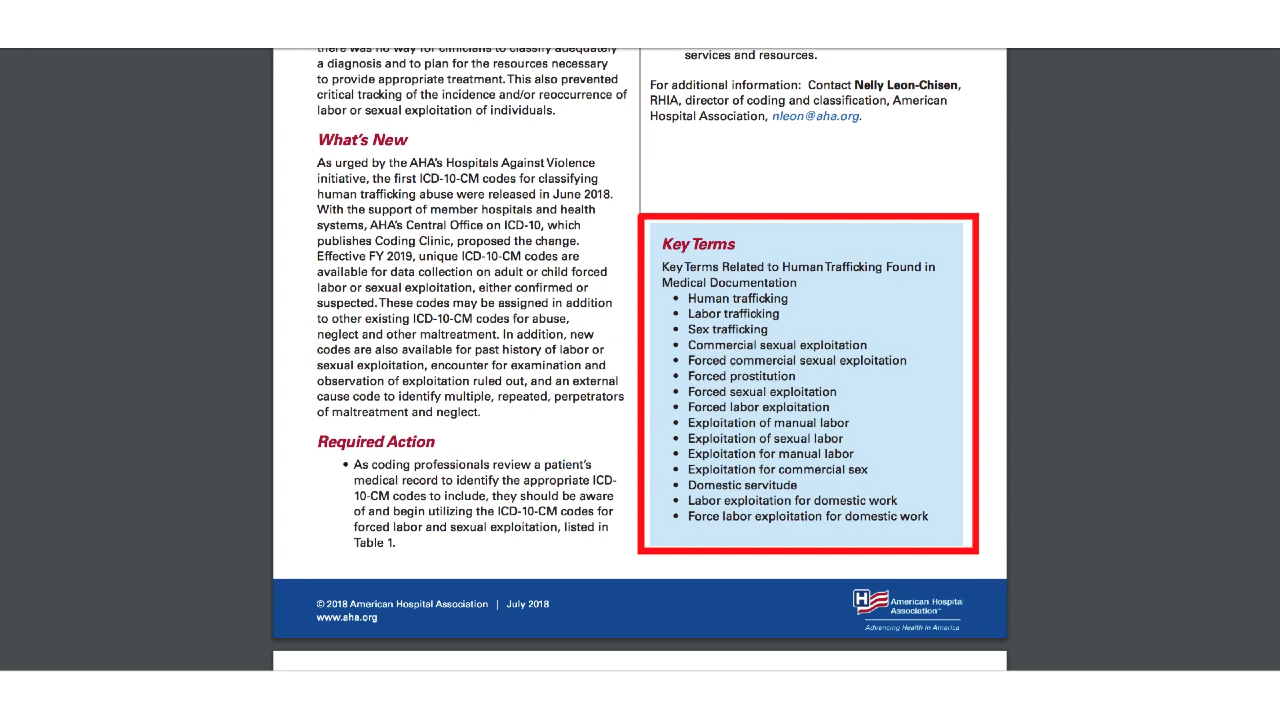 there was no way for clinicians to classify adequately
a diagnosis and to plan for the resources necessary
to provide appropriate treatment. This also prevented
critical tracking of the incidence and/or reoccurrence of
labor or sexual exploitation of individuals.
What's New
As urged by the AHA's Hospitals Against Violence
initiative, the first ICD-10-CM codes for classifying
human trafficking abuse were released in June 2018.
With the support of member hospitals and health
systems, AHA's Central Office on ICD-10, which
publishes Coding Clinic, proposed the change.
Effective FY 2019, unique ICD-10-CM codes are
available for data collection on adult or child forced
labor or sexual exploitation, either confirmed or
suspected. These codes may be assigned in addition
to other existing ICD-10-CM codes for abuse,
neglect and other maltreatment. In addition, new
codes are also available for past history of labor or
sexual exploitation, encounter for examination and
observation of exploitation ruled out, and an external
cause code to identify multiple, repeated, perpetrators
of maltreatment and neglect.
Required Action
• As coding professionals review a patient's
medical record to identify the appropriate ICD-
10-CM codes to include, they should be aware
of and begin utilizing the ICD-10-CM codes for
forced labor and sexual exploitation, listed in
Table 1.
services and resources.
For additional information: Contact Nelly Leon-Chisen,
RHIA, director of coding and classification, American
Hospital Association, nleon@aha.org.
Key Terms
Key Terms Related to Human Trafficking Found in
Medical Documentation
• Human trafficking
• Labor trafficking
• Sex trafficking
• Commercial sexual exploitation
• Forced commercial sexual exploitation
• Forced prostitution
• Forced sexual exploitation
• Forced labor exploitation
• Exploitation of manual labor
• Exploitation of sexual labor
• Exploitation for manual labor
• Exploitation for commercial sex
• Domestic servitude
• Labor exploitation for domestic work
• Force labor exploitation for domestic work
© 2018 American Hospital Association | July 2018
www.aha.org
H American Hospital
Association™
Advancing Health in America